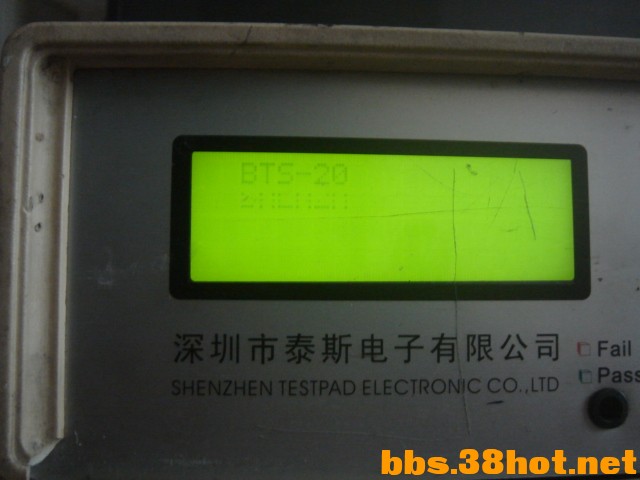 BTS-20
SHENZH
深圳市泰斯电子有限公司
Fail
SHENZHEN TESTPAD ELECTRONIC CO.,LTD
Pass
bbs.38hot.net